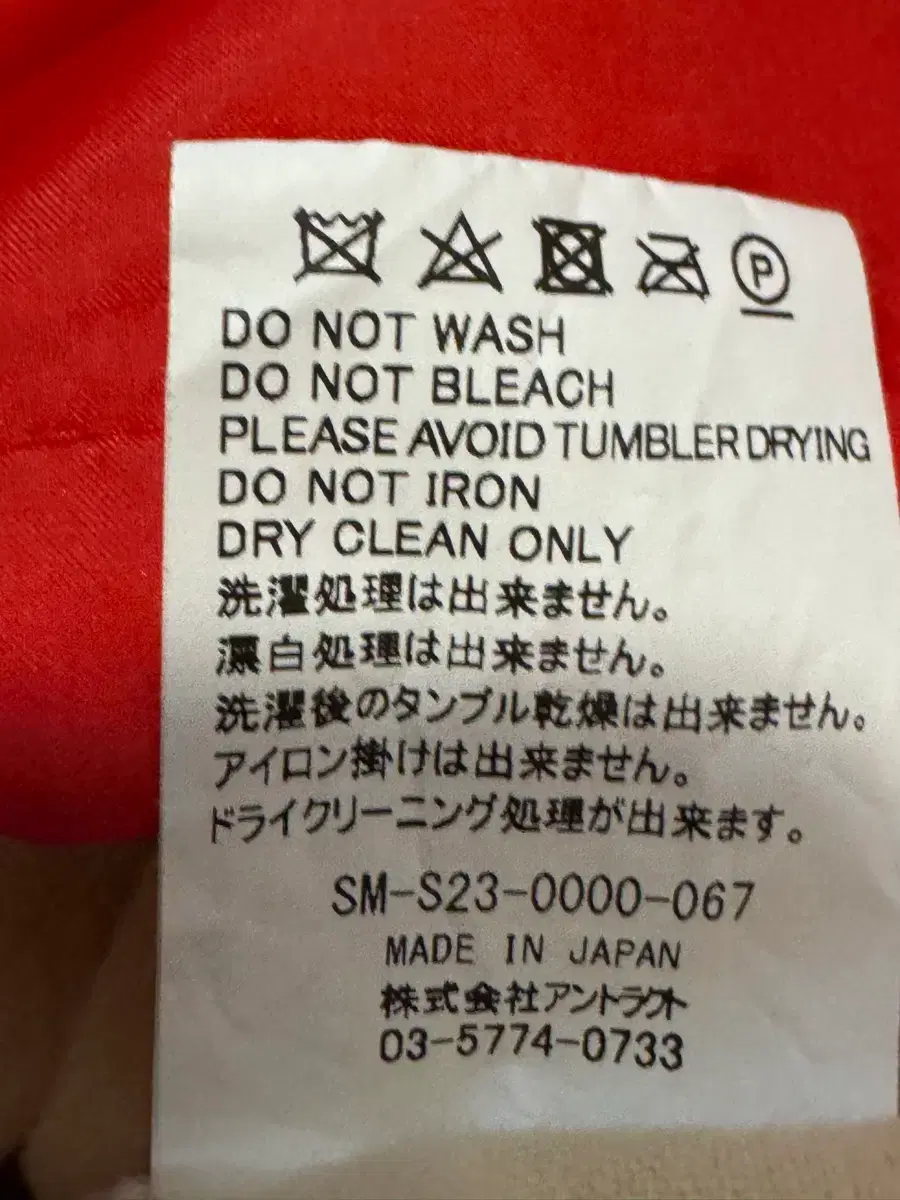 P
DO NOT WASH
DO NOT BLEACH
PLEASE AVOID TUMBLER DRYING
DO NOT IRON
DRY CLEAN ONLY
洗濯処理は出来ません。
漂白処理は出来ません。
洗濯後のタンブル乾燥は出来ません。
アイロン掛けは出来ません。
ドライクリーニング処理が出来ます。
SM-S23-0000-067
MADE IN JAPAN
株式会社アントラクト
03-5774-0733